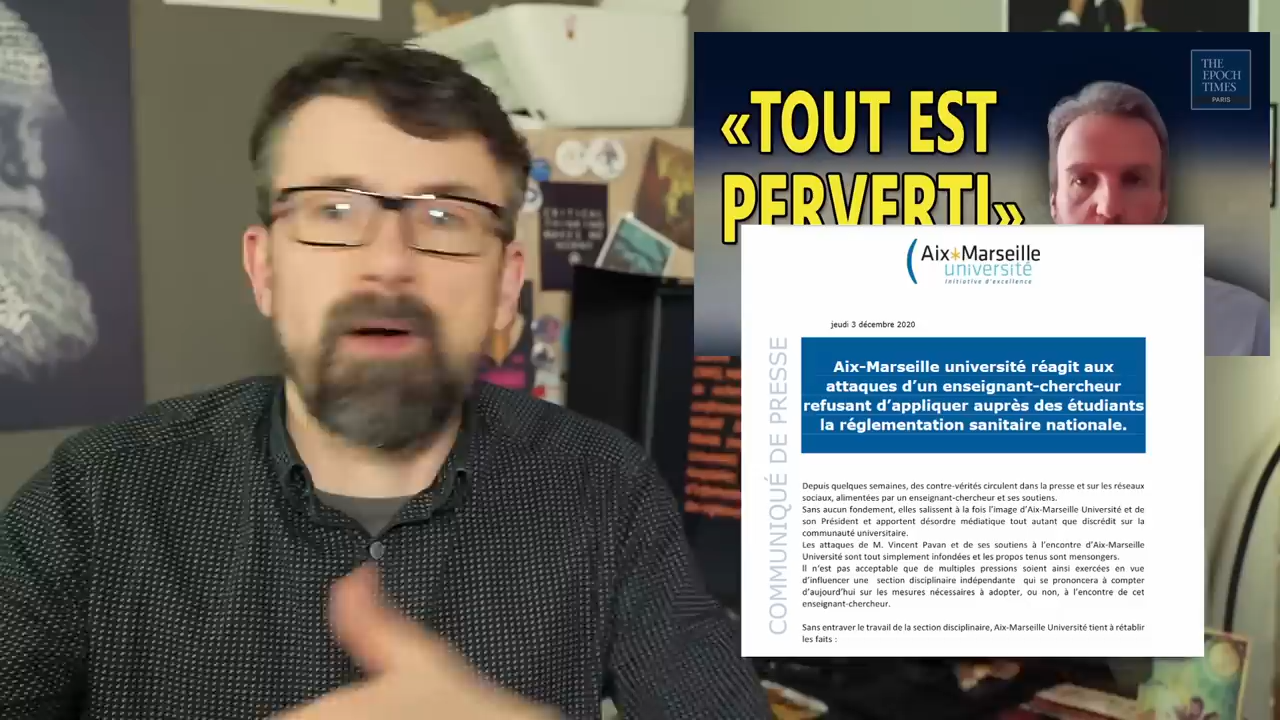 «TOUT EST
PERVERTI»
THE
EPOCH
TIMES
PARIS
CRITICAL
THINKING
Aix*Marseille
université
Initiative d'excellence
jeudi 3 décembre 2020
COMMUNIQUÉ DE PRESSE
Aix-Marseille université réagit aux
attaques d'un enseignant-chercheur
refusant d'appliquer auprès des étudiants
la réglementation sanitaire nationale.
Depuis quelques semaines, des contre-vérités circulent dans la presse et sur les réseaux
sociaux, alimentées par un enseignant-chercheur et ses soutiens.
Sans aucun fondement, elles salissent à la fois l'image d'Aix-Marseille Université et de
son Président et apportent désordre médiatique tout autant que discrédit sur la
communauté universitaire.
Les attaques de M. Vincent Pavan et de ses soutiens à l'encontre d'Aix-Marseille
Université sont tout simplement infondées et les propos tenus sont mensongers.
Il n'est pas acceptable que de multiples pressions soient ainsi exercées en vue
d'influencer une section disciplinaire indépendante qui se prononcera à compter
d'aujourd'hui sur les mesures nécessaires à adopter, ou non, à l'encontre de cet
enseignant-chercheur.
Sans entraver le travail de la section disciplinaire, Aix-Marseille Université tient à rétablir
les faits :